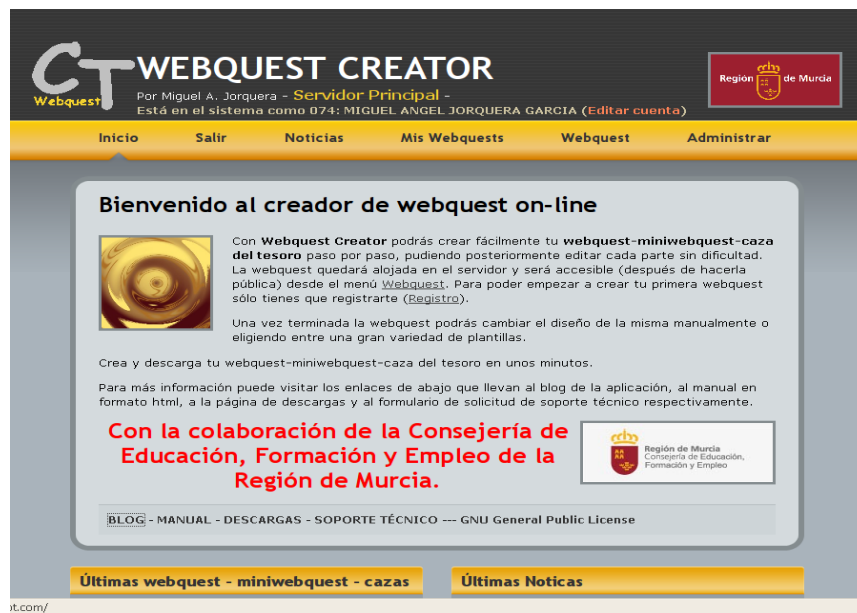 CT
Webquest
WEBQUEST CREATOR
Por Miguel A. Jorquera - Servidor Principal -
Está en el sistema como 074: MIGUEL ANGEL JORQUERA GARCIA (Editar cuenta)
Región de Murcia
Inicio Salir Noticias Mis Webquests Webquest Administrar
Bienvenido al creador de webquest on-line
Con Webquest Creator podrás crear fácilmente tu webquest-miniwebquest-caza
del tesoro paso por paso, pudiendo posteriormente editar cada parte sin dificultad.
La webquest quedará alojada en el servidor y será accesible (después de hacerla
pública) desde el menú Webquest. Para poder empezar a crear tu primera webquest
sólo tienes que registrarte (Registro).
Una vez terminada la webquest podrás cambiar el diseño de la misma manualmente o
eligiendo entre una gran variedad de plantillas.
Crea y descarga tu webquest-miniwebquest-caza del tesoro en unos minutos.
Para más información puede visitar los enlaces de abajo que llevan al blog de la aplicación, al manual en
formato html, a la página de descargas y al formulario de solicitud de soporte técnico respectivamente.
Con la colaboración de la Consejería de
Educación, Formación y Empleo de la
Región de Murcia.
Región de Murcia
Consejería de Educación,
Formación y Empleo
BLOG - MANUAL - DESCARGAS - SOPORTE TÉCNICO --- GNU General Public License
Últimas webquest - miniwebquest - cazas
Últimas Noticas
ot.com/